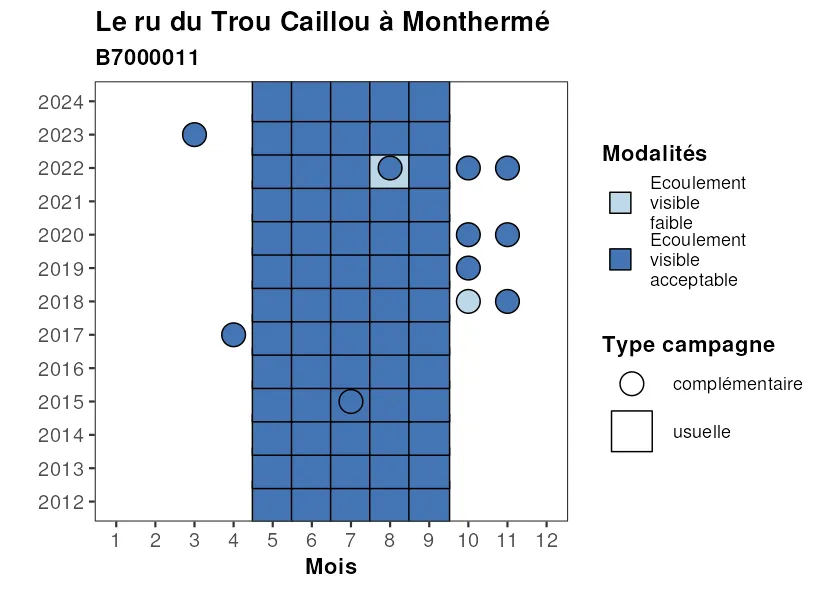 Le ru du Trou Caillou à Monthermé
B7000011
2024
2023
2022
2021
2020
2019
2018
2017
2016
2015
2014
2013
2012
1 2 3 4 5 6 7 8 9 10 11 12
Mois
Modalités
Ecoulement
visible
faible
Ecoulement
visible
acceptable
Type campagne
complémentaire
usuelle